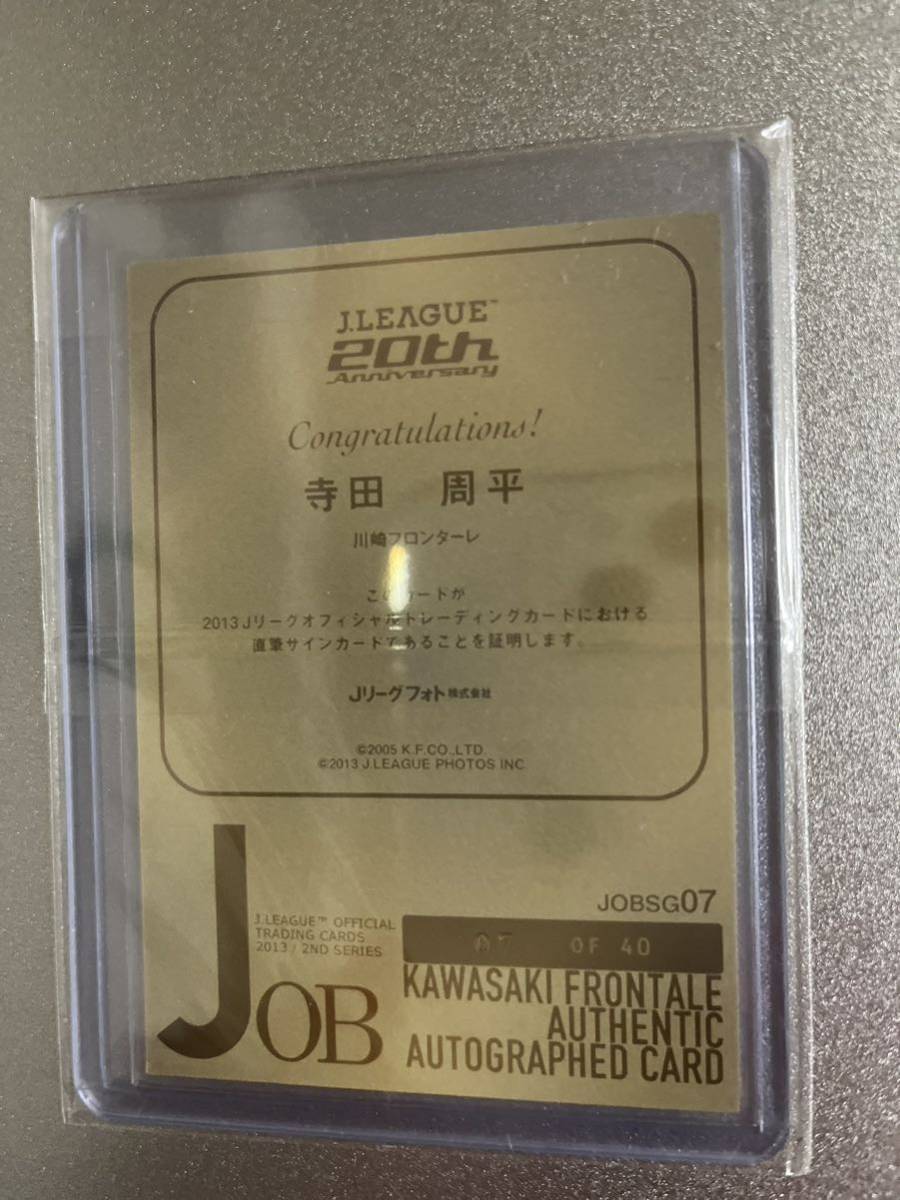 J.LEAGUE™
20th
Anniversary
Congratulations!
寺田 周平
川崎フロンターレ
このカードが
2013 Jリーグオフィシャルトレーディングカードにおける
直筆サインカードであることを証明します。
Jリーグフォト株式会社
©2005 K.F.CO.,LTD.
©2013 J.LEAGUE PHOTOS INC.
JOBSG07
J.LEAGUE™ OFFICIAL
TRADING CARDS
2013 / 2ND SERIES
OF 40
JOB
KAWASAKI FRONTALE
AUTHENTIC
AUTOGRAPHED CARD